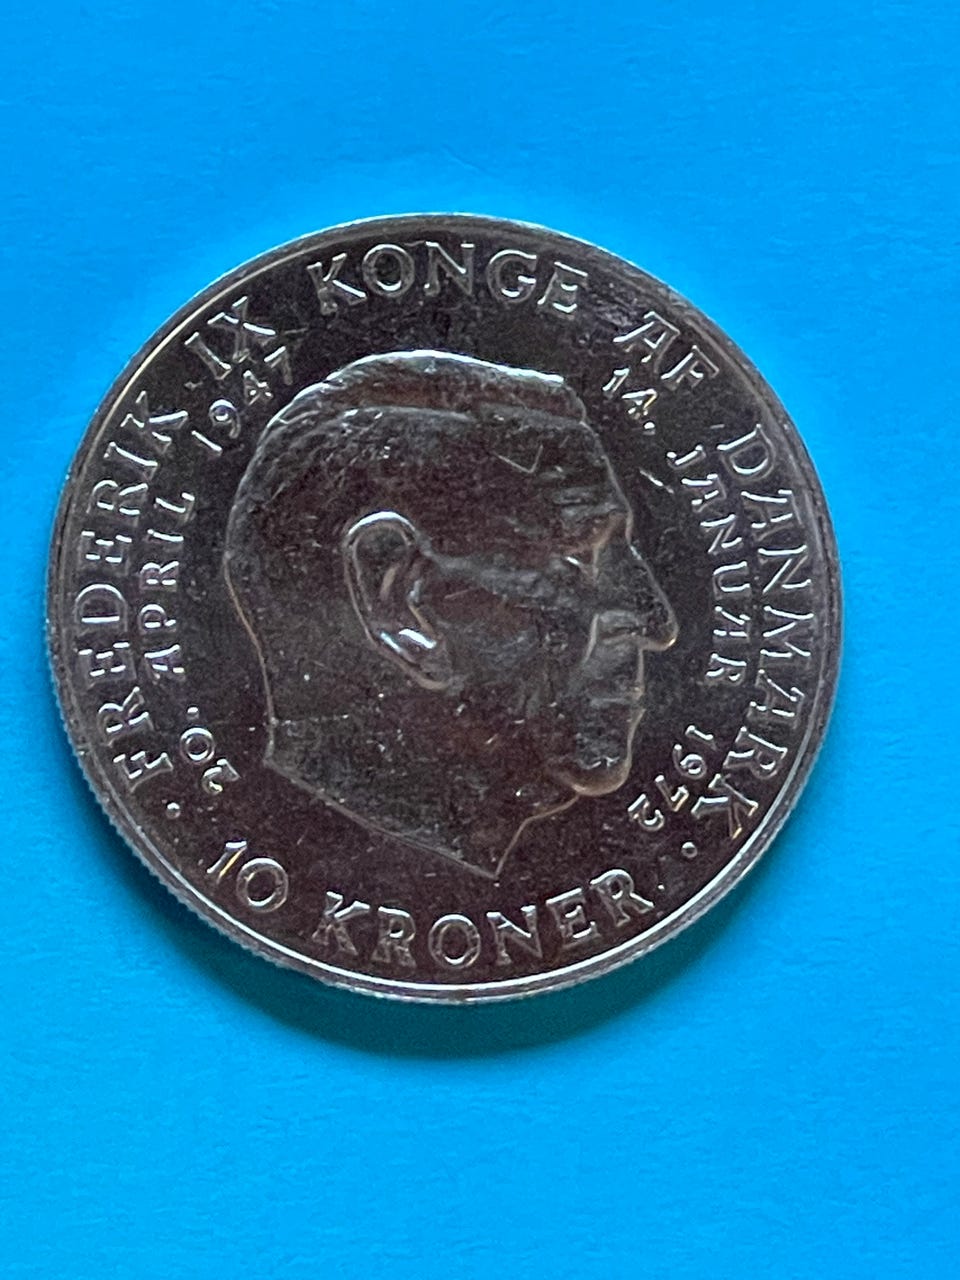 · FREDERIK · IX KONGE AF DANMARK ·
20. APRIL 1947
14. JANUAR 1972
10 KRONER